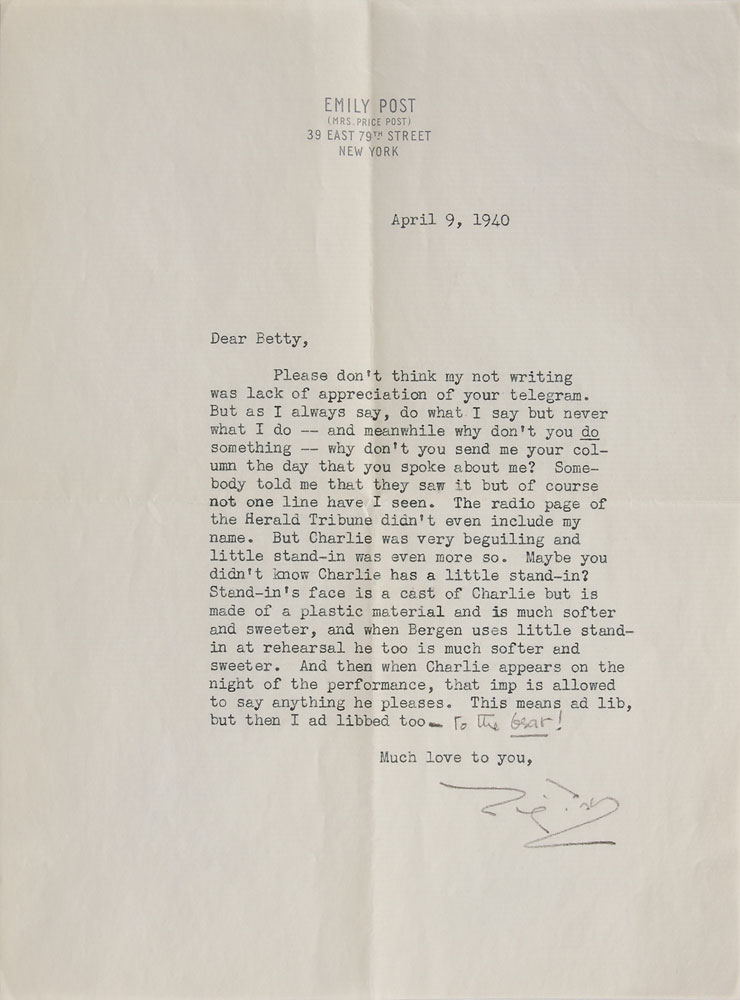 EMILY POST
(MRS. PRICE POST)
39 EAST 79TH STREET
NEW YORK
April 9, 1940
Dear Betty,
Please don't think my not writing
was lack of appreciation of your telegram.
But as I always say, do what I say but never
what I do -- and meanwhile why don't you do
something -- why don't you send me your col-
umn the day that you spoke about me? Some-
body told me that they saw it but of course
not one line have I seen. The radio page of
the Herald Tribune didn't even include my
name. But Charlie was very beguiling and
little stand-in was even more so. Maybe you
didn't know Charlie has a little stand-in?
Stand-in's face is a cast of Charlie but is
made of a plastic material and is much softer
and sweeter, and when Bergen uses little stand-
in at rehearsal he too is much softer and
sweeter. And then when Charlie appears on the
night of the performance, that imp is allowed
to say anything he pleases. This means ad lib,
but then I ad libbed too - To the bear!
Much love to you,